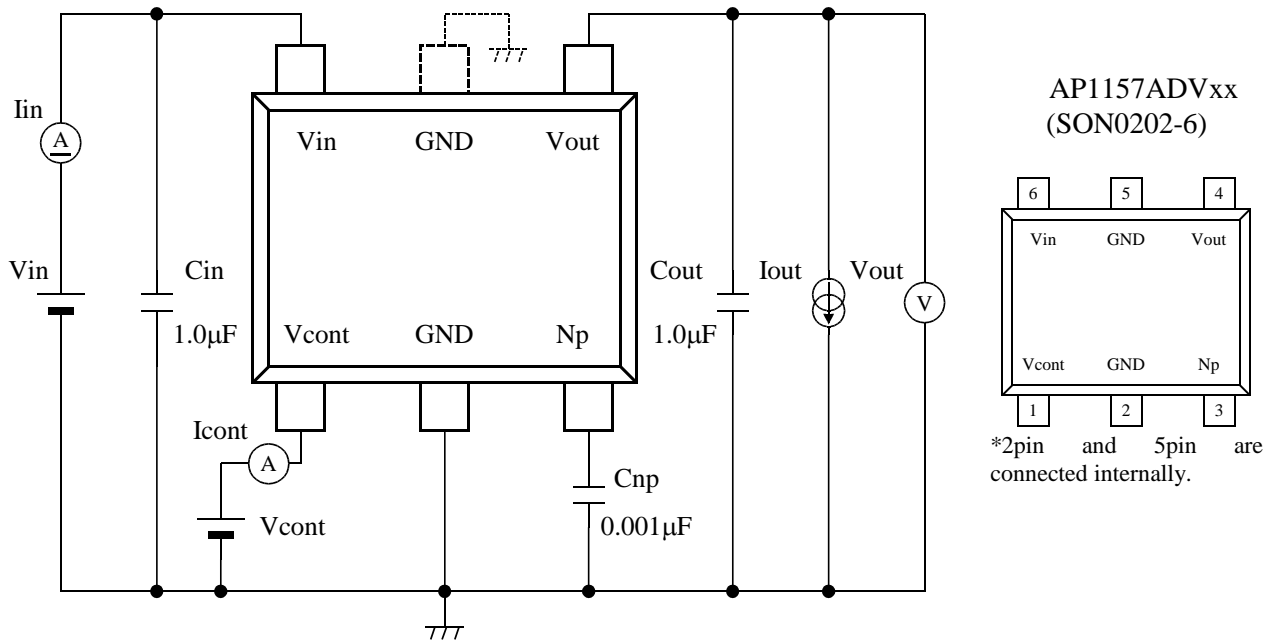 AP1157ADVxx
(SON0202-6)
Iin
A
Vin
GND
Vout
Vin
Cin
1.0μF
Vcont
GND
Np
Cout
1.0μF
Iout
Vout
V
Icont
A
Vcont
Cnp
0.001μF
6
5
4
Vin
GND
Vout
Vcont
GND
Np
1
2
3
*2pin and 5pin are
connected internally.